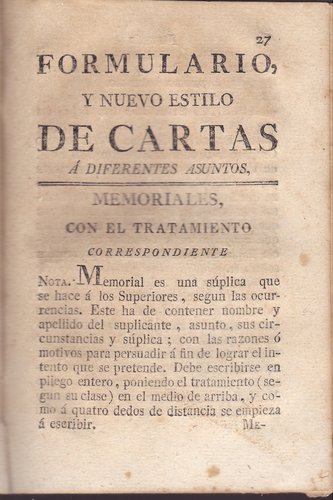 27
FORMULARIO,
Y NUEVO ESTILO
DE CARTAS
Á DIFERENTES ASUNTOS,
MEMORIALES,
CON EL TRATAMIENTO
CORRESPONDIENTE
NOTA. Memorial es una súplica que
se hace á los Superiores, segun las ocur-
rencias. Este ha de contener nombre y
apellido del suplicante, asunto, sus cir-
cunstancias y súplica; con las razones ó
motivos para persuadir á fin de lograr el in-
tento que se pretende. Debe escribirse en
pliego entero, poniendo el tratamiento (se-
gun su clase) en el medio de arriba, y co-
mo á quatro dedos de distancia se empieza
á escribir.
ME-